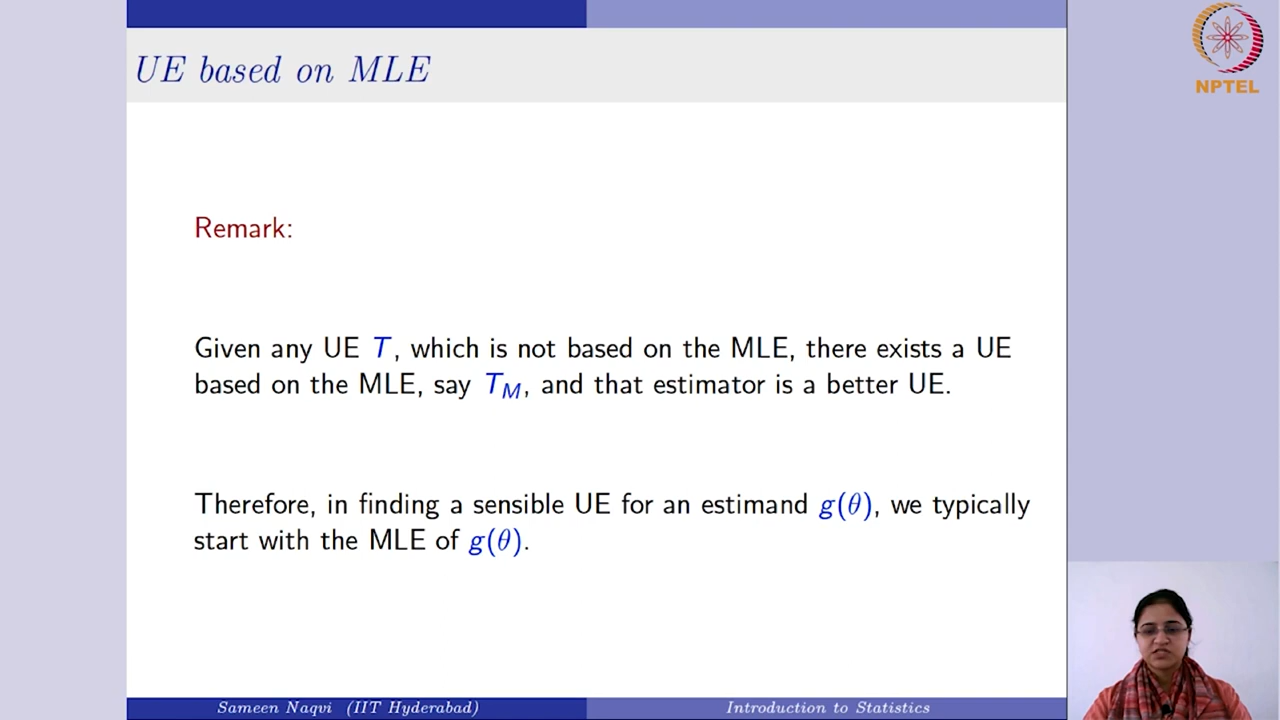 UE based on MLE
NPTEL
Remark:
Given any UE T, which is not based on the MLE, there exists a UE
based on the MLE, say T_M, and that estimator is a better UE.
Therefore, in finding a sensible UE for an estimand g(θ), we typically
start with the MLE of g(θ).
Sameen Naqvi (IIT Hyderabad)
Introduction to Statistics